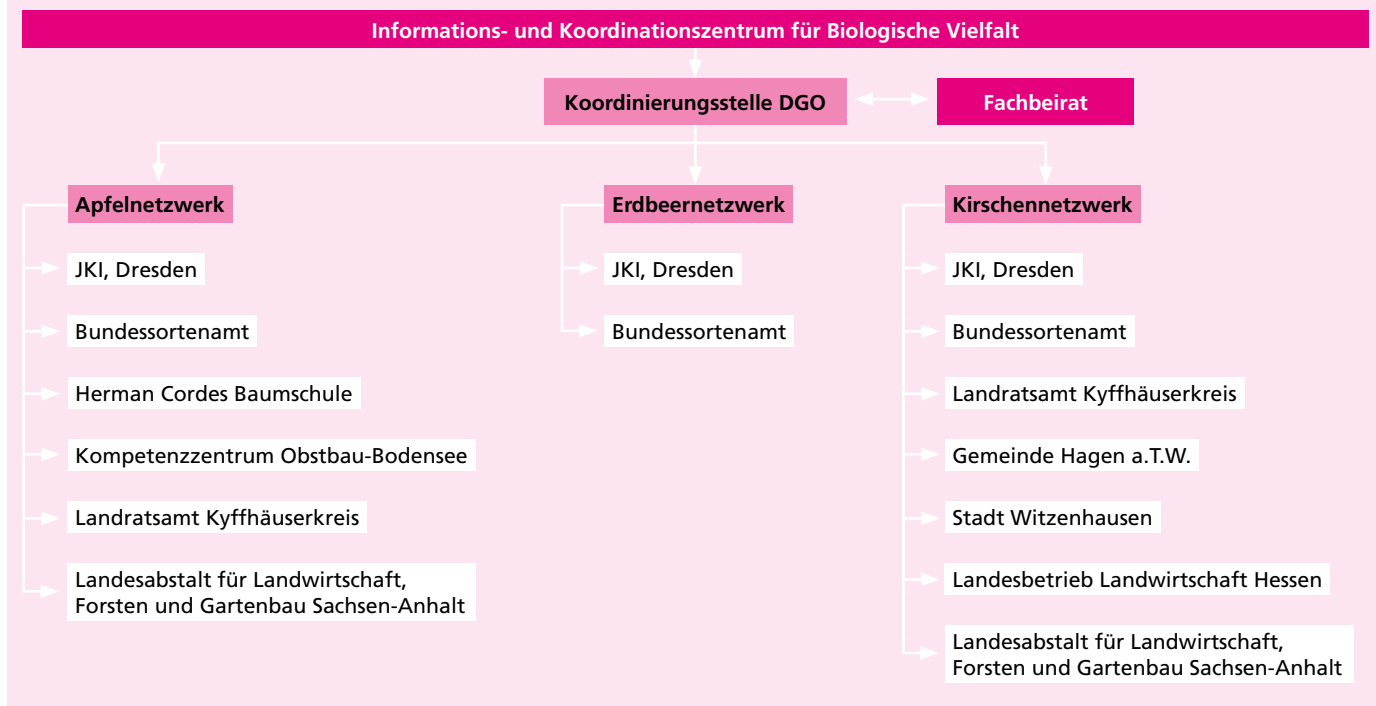 Informations- und Koordinationszentrum für Biologische Vielfalt
Koordinierungsstelle DGO
Fachbeirat
Apfelnetzwerk
JKI, Dresden
Bundessortenamt
Herman Cordes Baumschule
Kompetenzzentrum Obstbau-Bodensee
Landratsamt Kyffhäuserkreis
Landesabstalt für Landwirtschaft,
Forsten und Gartenbau Sachsen-Anhalt
Erdbeernetzwerk
JKI, Dresden
Bundessortenamt
Kirschennetzwerk
JKI, Dresden
Bundessortenamt
Landratsamt Kyffhäuserkreis
Gemeinde Hagen a.T.W.
Stadt Witzenhausen
Landesbetrieb Landwirtschaft Hessen
Landesabstalt für Landwirtschaft,
Forsten und Gartenbau Sachsen-Anhalt